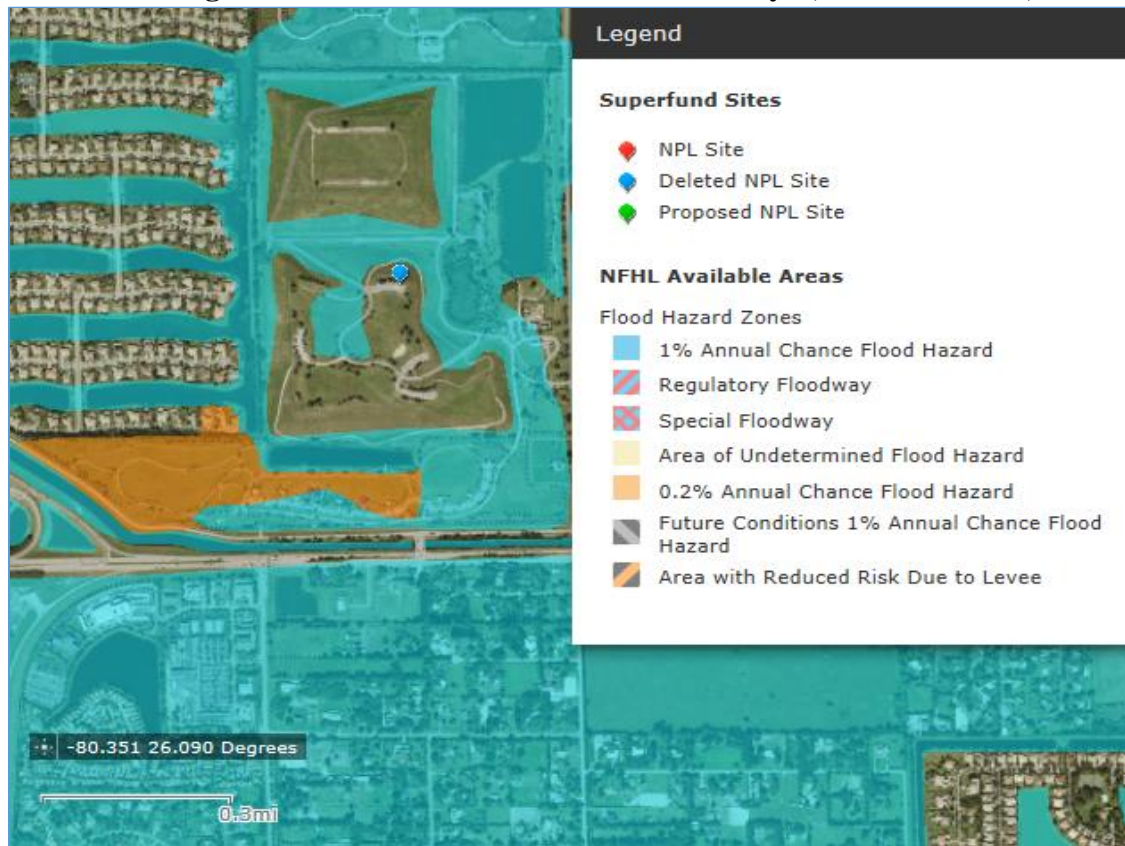 Legend
Superfund Sites
NPL Site
Deleted NPL Site
Proposed NPL Site
NFHL Available Areas
Flood Hazard Zones
1% Annual Chance Flood Hazard
Regulatory Floodway
Special Floodway
Area of Undetermined Flood Hazard
0.2% Annual Chance Flood Hazard
Future Conditions 1% Annual Chance Flood
Hazard
Area with Reduced Risk Due to Levee
-80.351 26.090 Degrees
0.3mi